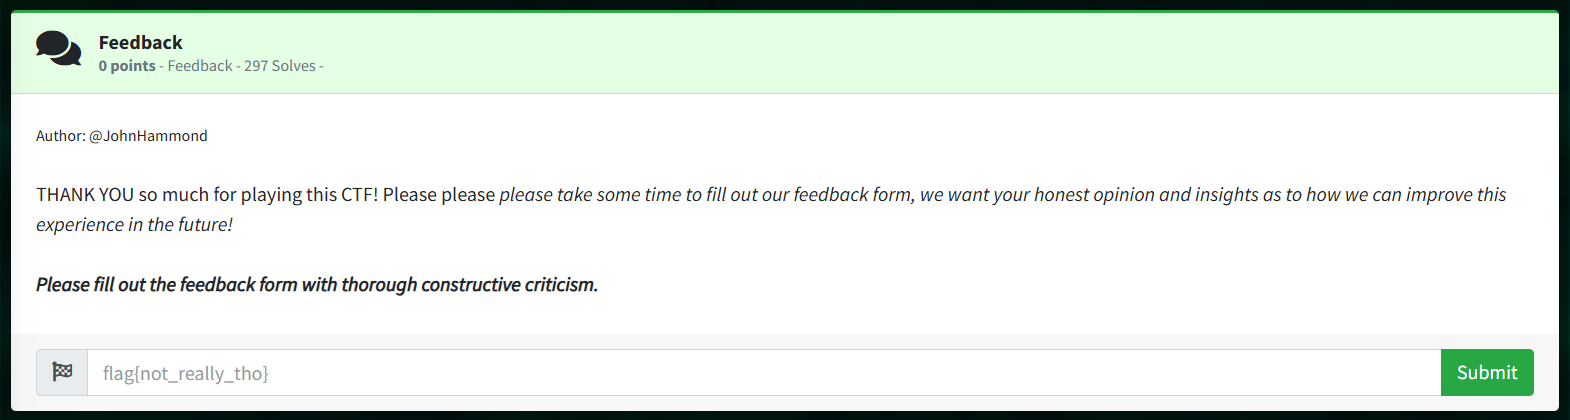 Feedback
0 points - Feedback - 297 Solves -
Author: @JohnHammond
THANK YOU so much for playing this CTF! Please please please take some time to fill out our feedback form, we want your honest opinion and insights as to how we can improve this
experience in the future!
Please fill out the feedback form with thorough constructive criticism.
flag{not_really_tho}
Submit